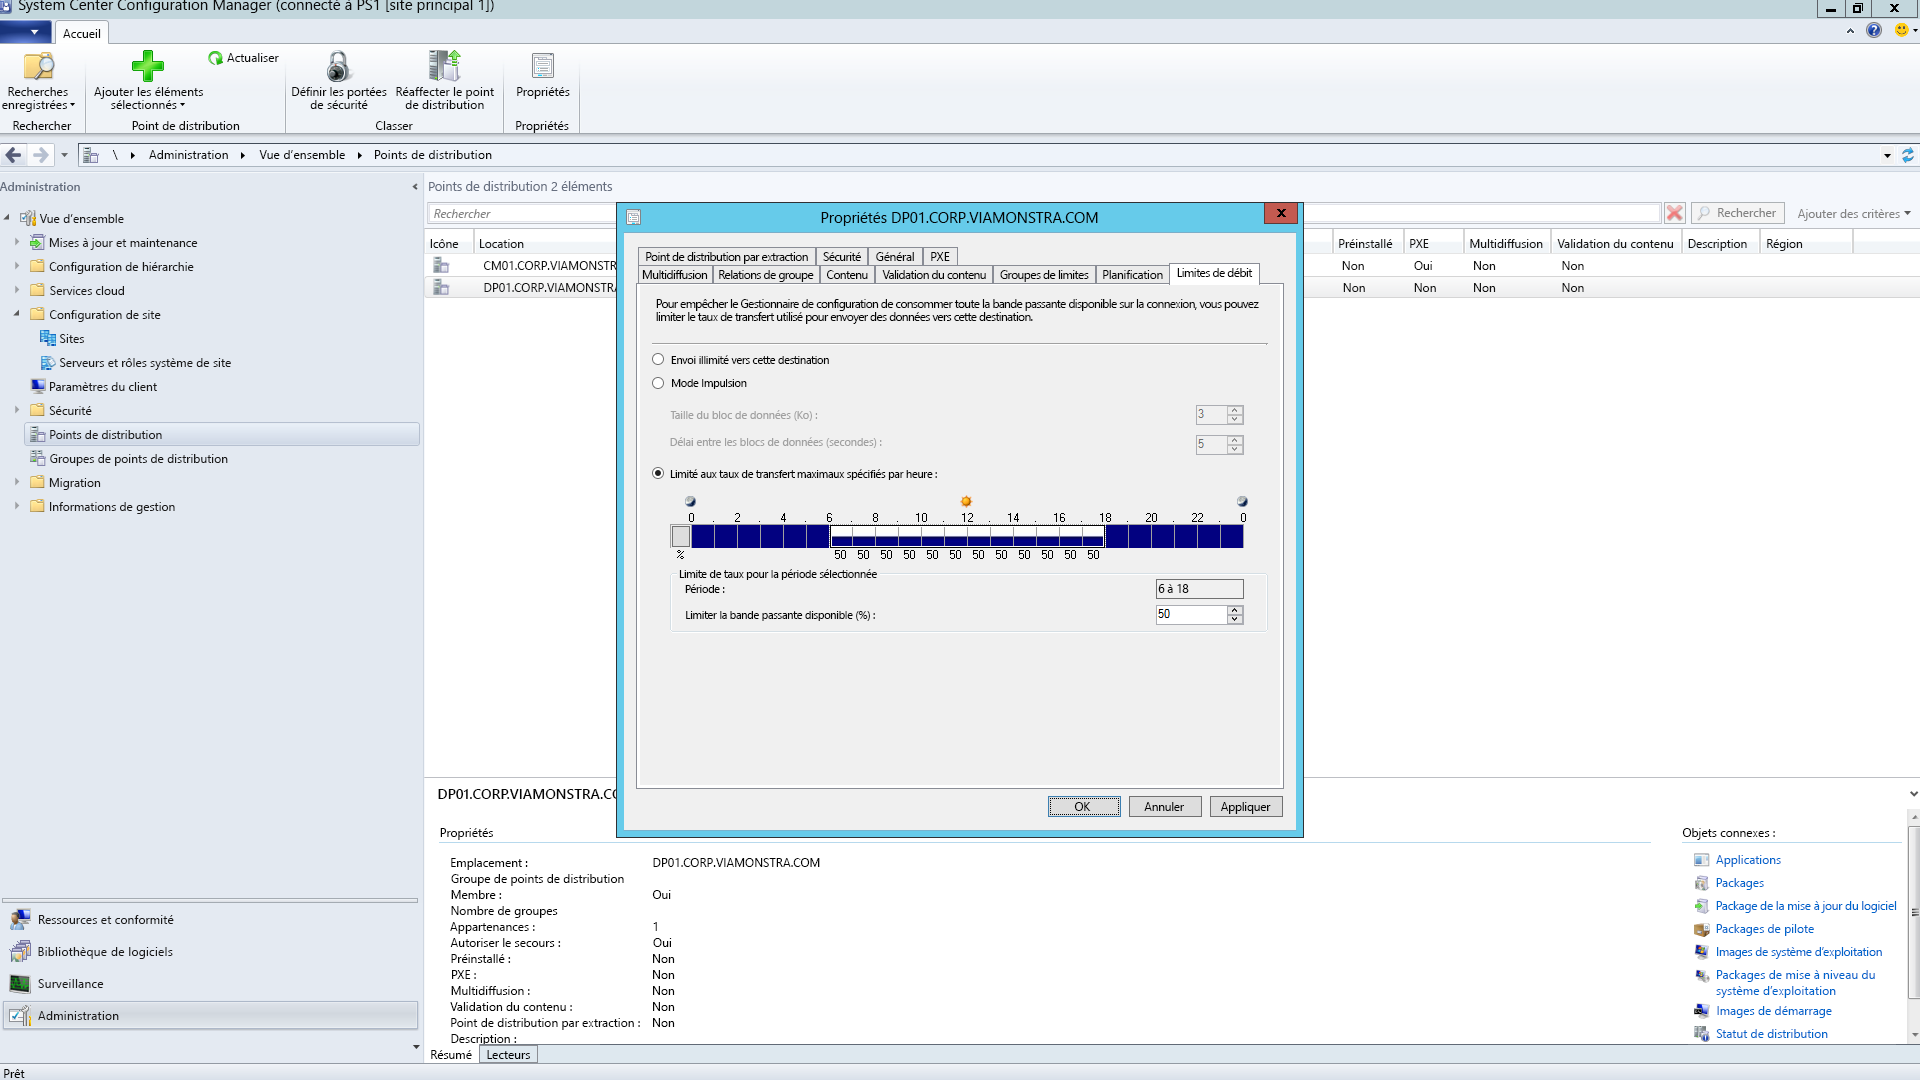 System Center Configuration Manager (connecté à PS1 [site principal 1])
Accueil
Recherches enregistrées
Rechercher
Ajouter les éléments sélectionnés
Actualiser
Point de distribution
Définir les portées de sécurité
Réaffecter le point de distribution
Classer
Propriétés
Propriétés
\ Administration Vue d'ensemble Points de distribution
Administration
Vue d'ensemble
Mises à jour et maintenance
Configuration de hiérarchie
Services cloud
Configuration de site
Sites
Serveurs et rôles système de site
Paramètres du client
Sécurité
Points de distribution
Groupes de points de distribution
Migration
Informations de gestion
Ressources et conformité
Bibliothèque de logiciels
Surveillance
Administration
Points de distribution 2 éléments
Rechercher
Rechercher
Ajouter des critères
Icône Location Préinstallé PXE Multidiffusion Validation du contenu Description Région
CM01.CORP.VIAMONSTR Non Oui Non Non
DP01.CORP.VIAMONSTRA Non Non Non Non
Propriétés DP01.CORP.VIAMONSTRA.COM
Point de distribution par extraction Sécurité Général PXE
Multidiffusion Relations de groupe Contenu Validation du contenu Groupes de limites Planification Limites de débit
Pour empêcher le Gestionnaire de configuration de consommer toute la bande passante disponible sur la connexion, vous pouvez
limiter le taux de transfert utilisé pour envoyer des données vers cette destination.
Envoi illimité vers cette destination
Mode Impulsion
Taille du bloc de données (Ko) : 3
Délai entre les blocs de données (secondes) : 5
Limité aux taux de transfert maximaux spécifiés par heure :
0 . 2 . 4 . 6 . 8 . 10 . 12 . 14 . 16 . 18 . 20 . 22 . 0
% 50 50 50 50 50 50 50 50 50 50 50 50
Limite de taux pour la période sélectionnée
Période : 6 à 18
Limiter la bande passante disponible (%) : 50
OK Annuler Appliquer
DP01.CORP.VIAMONSTRA.CO
Propriétés
Emplacement : DP01.CORP.VIAMONSTRA.COM
Groupe de points de distribution
Membre : Oui
Nombre de groupes
Appartenances : 1
Autoriser le secours : Oui
Préinstallé : Non
PXE : Non
Multidiffusion : Non
Validation du contenu : Non
Point de distribution par extraction : Non
Description :
Objets connexes :
Applications
Packages
Package de la mise à jour du logiciel
Packages de pilote
Images de système d'exploitation
Packages de mise à niveau du
système d'exploitation
Images de démarrage
Statut de distribution
Résumé Lecteurs
Prêt